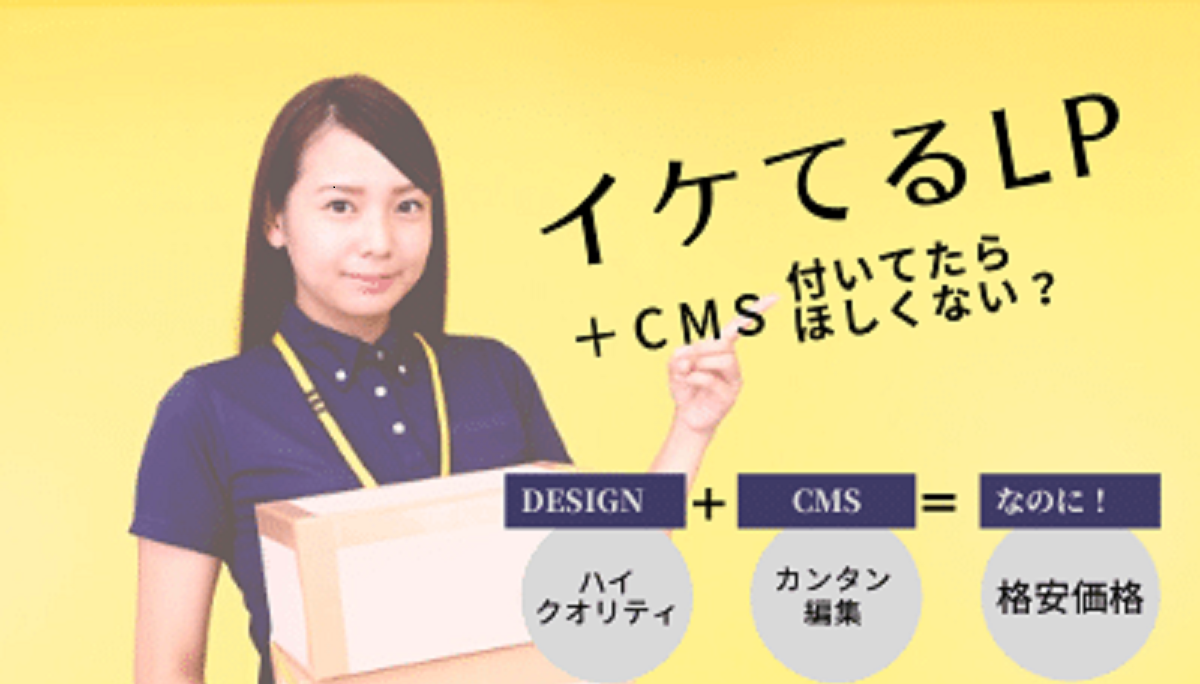 イケてるLP
＋CMS 付いてたら
ほしくない？
DESIGN + CMS = なのに！
ハイ
クオリティ
カンタン
編集
格安価格